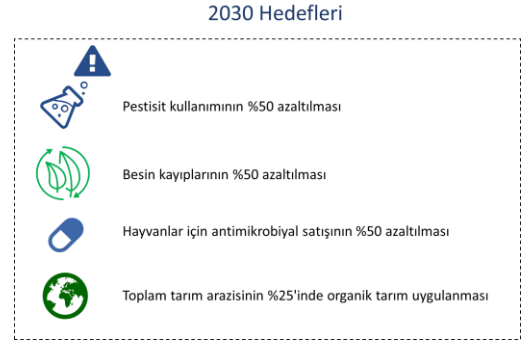 2030 Hedefleri
Pestisit kullanımının %50 azaltılması
Besin kayıplarının %50 azaltılması
Hayvanlar için antimikrobiyal satışının %50 azaltılması
Toplam tarım arazisinin %25'inde organik tarım uygulanması